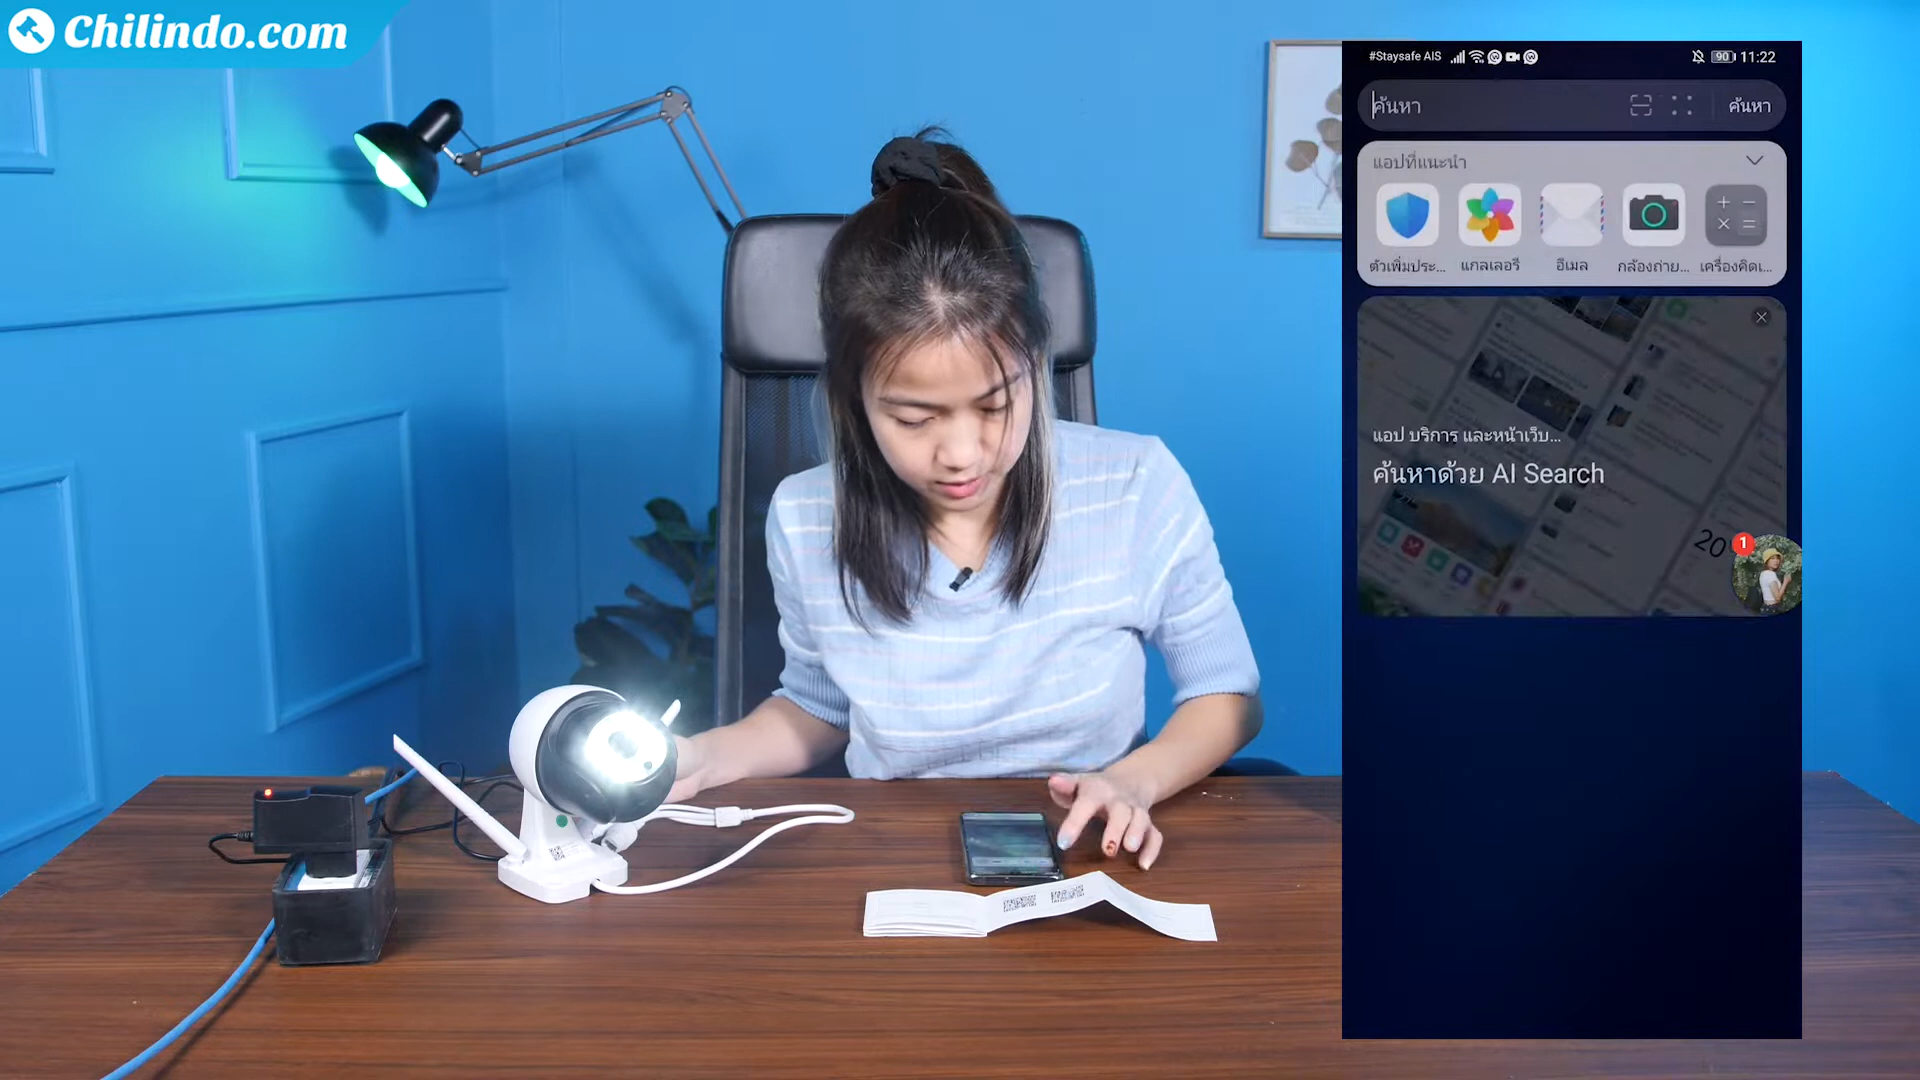 Chilindo.com
#Staysafe AIS
90
11:22
ค้นหา
ค้นหา
แอปที่แนะนำ
ตัวเพิ่มประ...
แกลเลอรี
อีเมล
กล้องถ่าย...
เครื่องคิดเ...
แอป บริการ และหน้าเว็บ...
ค้นหาด้วย AI Search
20
1